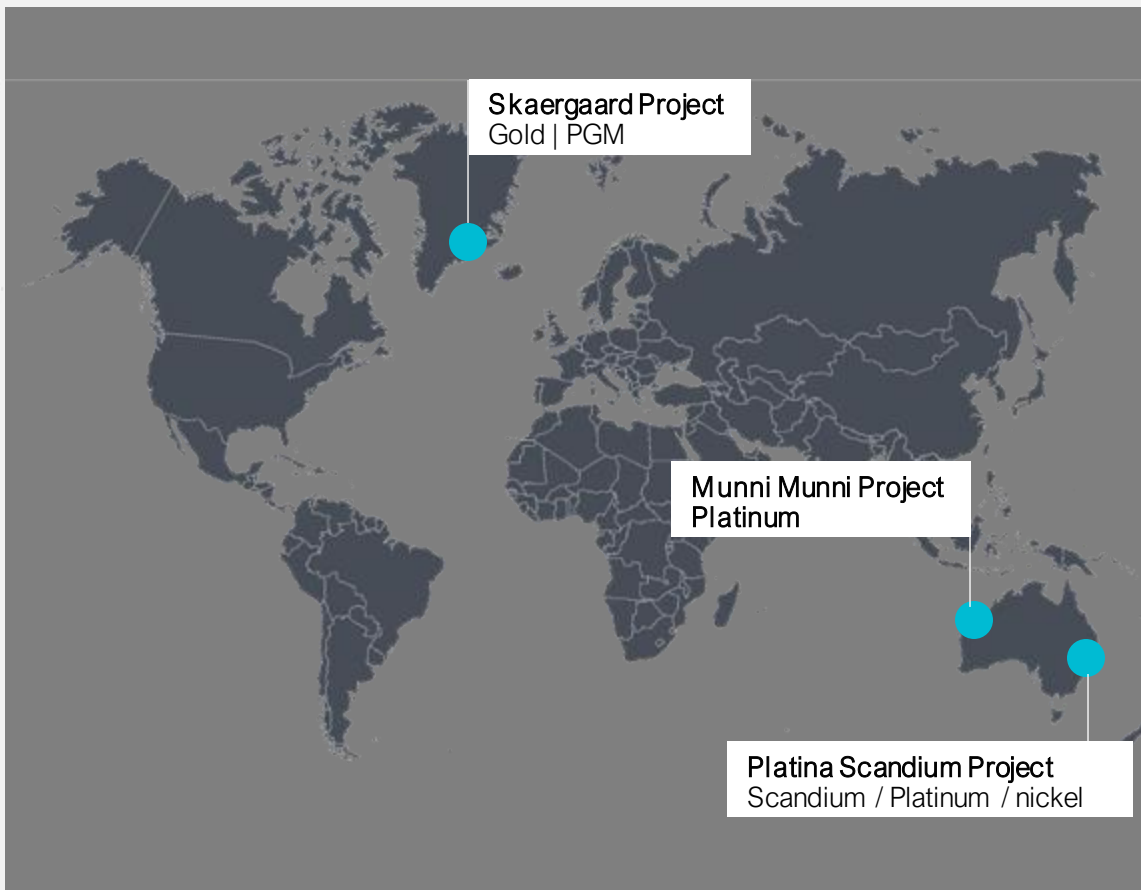 Skaergaard Project
Gold | PGM
Munni Munni Project
Platinum
Platina Scandium Project
Scandium / Platinum / nickel